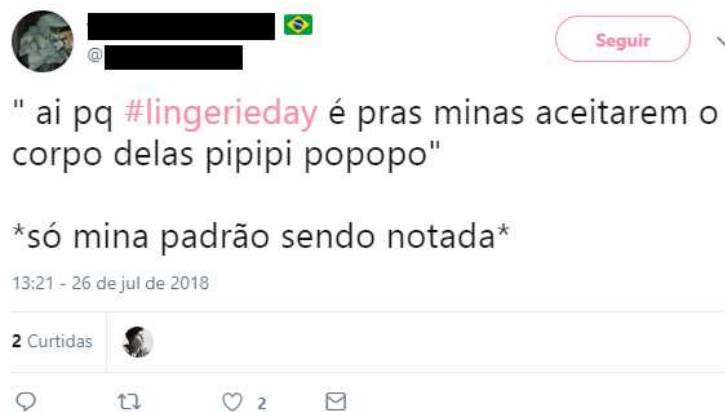 @
Seguir
" ai pq #lingerieday é pras minas aceitarem o
corpo delas pipipi popopo"
*só mina padrão sendo notada*
13:21 - 26 de jul de 2018
2 Curtidas
2